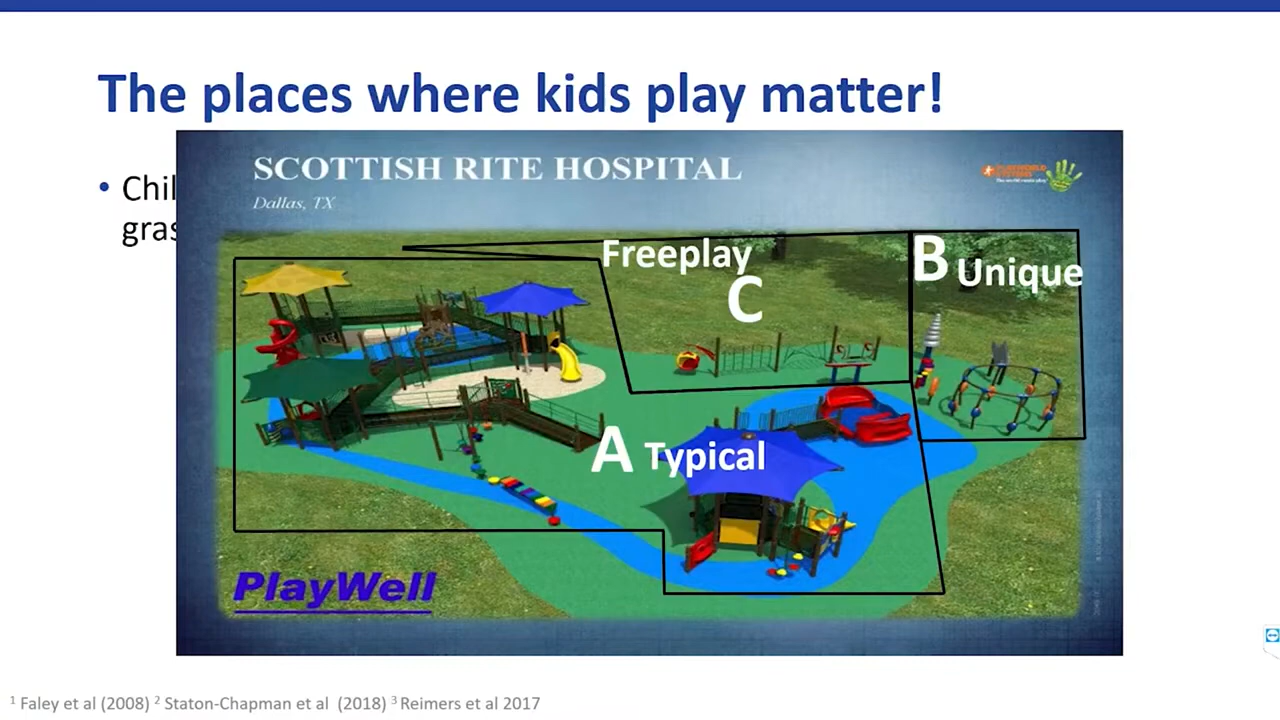 The places where kids play matter!
SCOTTISH RITE HOSPITAL
Dallas, TX
• Chil
gras
Freeplay
C
B Unique
A Typical
PlayWell
1 Faley et al (2008) 2 Staton-Chapman et al (2018) 3 Reimers et al 2017